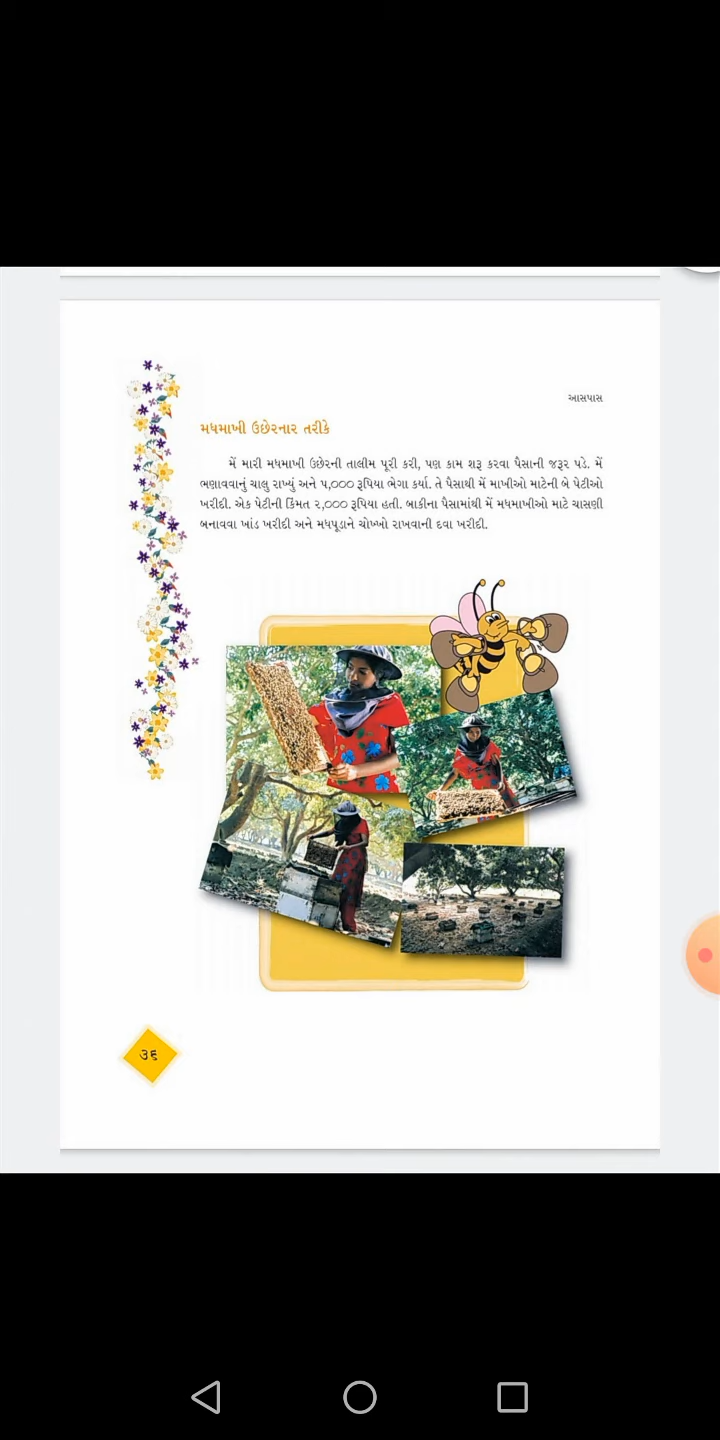 આસપાસ
મધમાખી ઉછેરનાર તરીકે
મેં મારી મધમાખી ઉછેરની તાલીમ પૂરી કરી, પણ કામ શરૂ કરવા પૈસાની જરૂર પડે. મેં
ભણાવવાનું ચાલુ રાખ્યું અને ૫,૦૦૦ રૂપિયા ભેગા કર્યા. તે પૈસાથી મેં માખીઓ માટેની બે પેટીઓ
ખરીદી. એક પેટીની કિંમત ૨,૦૦૦ રૂપિયા હતી. બાકીના પૈસામાંથી મેં મધમાખીઓ માટે ચાસણી
બનાવવા ખાંડ ખરીદી અને મધપૂડાને ચોખ્ખો રાખવાની દવા ખરીદી.
૩૬